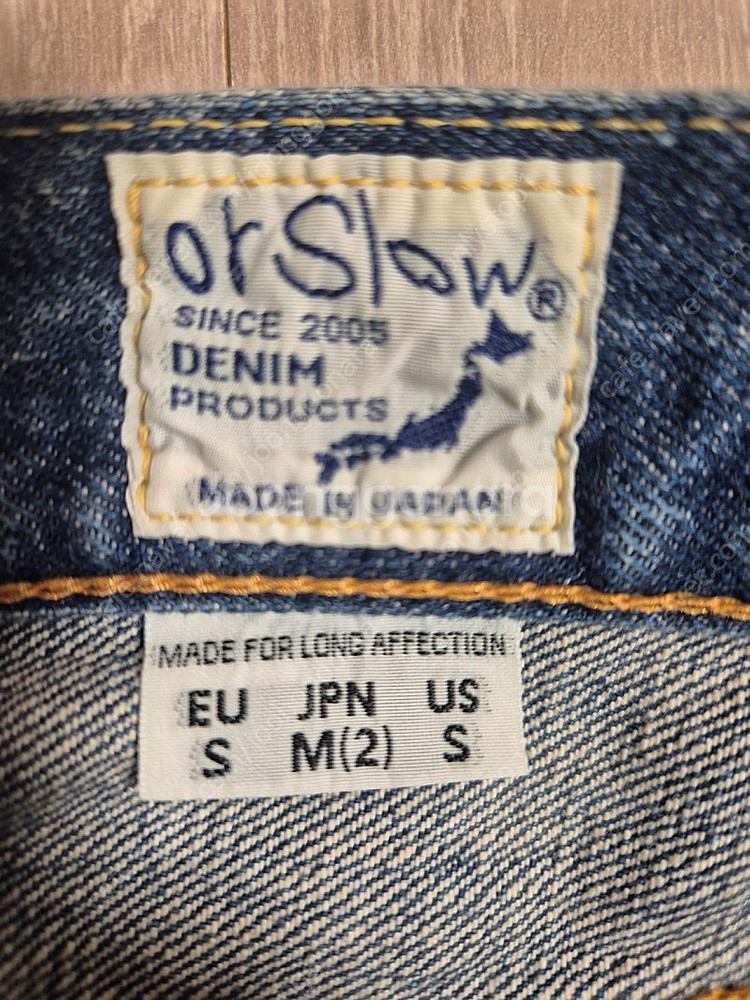 orSlow®
SINCE 2005
DENIM
PRODUCTS
MADE IN JAPAN
MADE FOR LONG AFFECTION
EU JPN US
S M(2) S